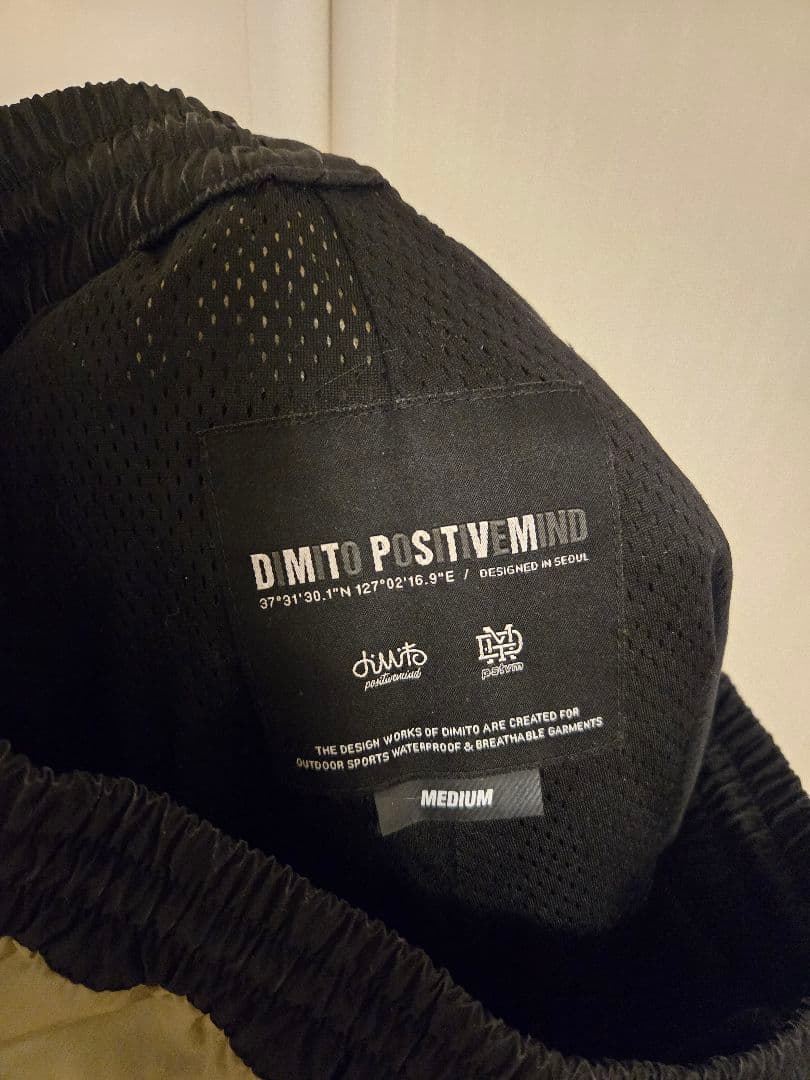 DIMITO POSITIVEMIND
37°31'30.1"N 127°02'16.9"E / DESIGNED IN SEOUL
dimito
positivemind
pstvm
THE DESIGN WORKS OF DIMITO ARE CREATED FOR
OUTDOOR SPORTS WATERPROOF & BREATHABLE GARMENTS
MEDIUM